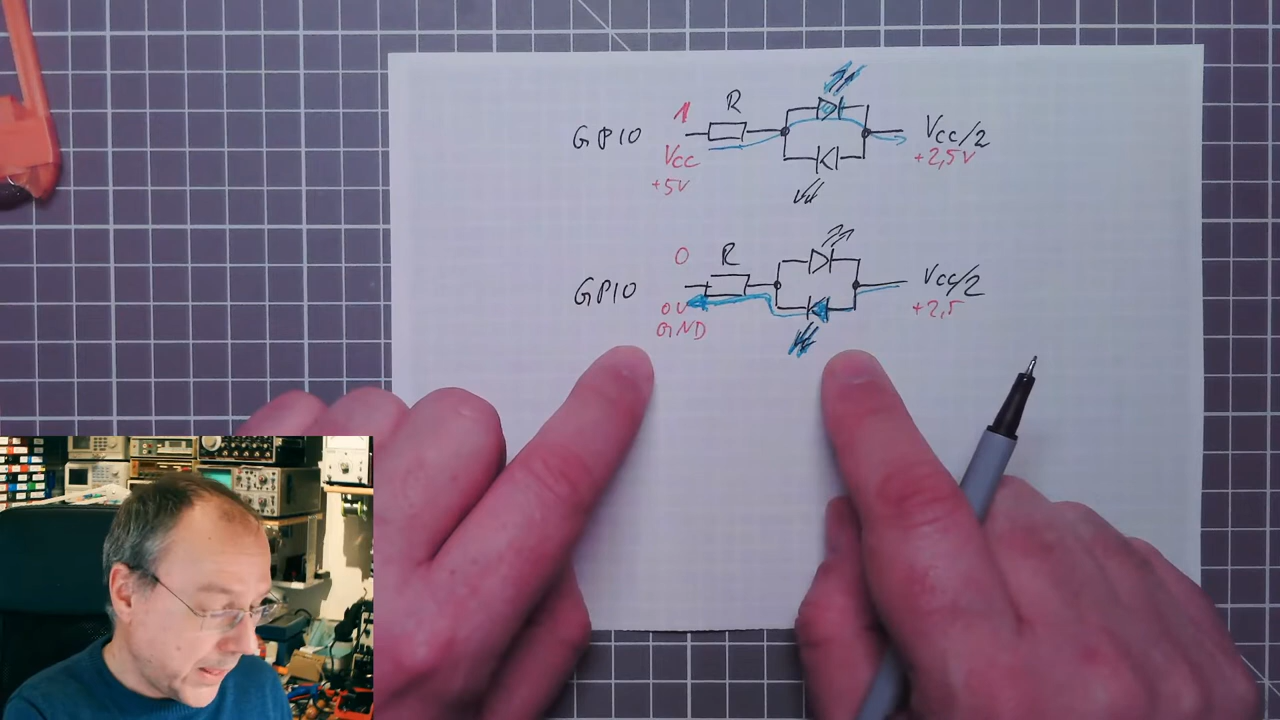 1 R
GPIO Vcc/2
Vcc +2,5V
+5V
0 R
GPIO Vcc/2
0V +2,5
GND